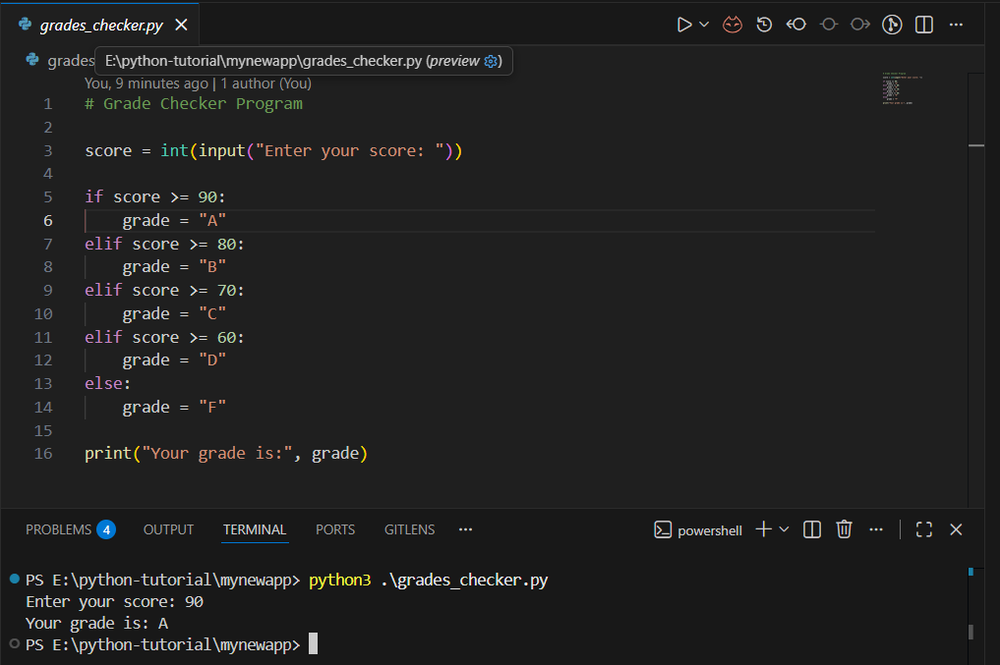 grades_checker.py
grades
E:\python-tutorial\mynewapp\grades_checker.py (preview)
You, 9 minutes ago | 1 author (You)
1 # Grade Checker Program
2
3 score = int(input("Enter your score: "))
4
5 if score >= 90:
6     grade = "A"
7 elif score >= 80:
8     grade = "B"
9 elif score >= 70:
10     grade = "C"
11 elif score >= 60:
12     grade = "D"
13 else:
14     grade = "F"
15
16 print("Your grade is:", grade)
PROBLEMS 4 OUTPUT TERMINAL PORTS GITLENS ... powershell
PS E:\python-tutorial\mynewapp> python3 .\grades_checker.py
Enter your score: 90
Your grade is: A
PS E:\python-tutorial\mynewapp>